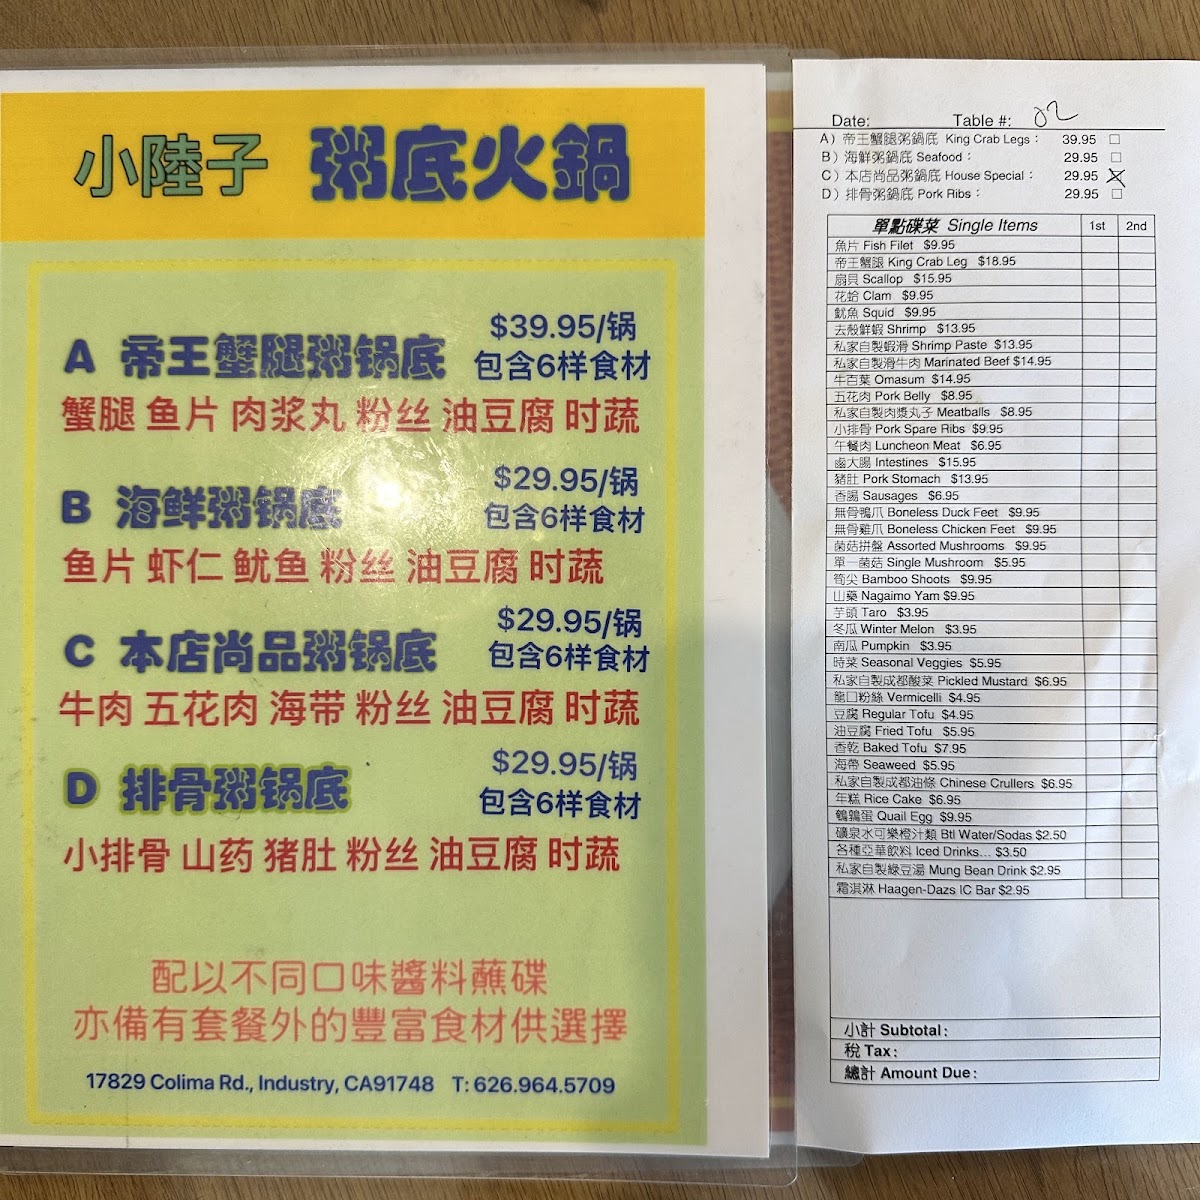 小陸子 粥底火鍋
A 帝王蟹腿粥锅底 $39.95/锅
包含6样食材
蟹腿 鱼片 肉浆丸 粉丝 油豆腐 时蔬
B 海鲜粥锅底 $29.95/锅
包含6样食材
鱼片 虾仁 鱿鱼 粉丝 油豆腐 时蔬
C 本店尚品粥锅底 $29.95/锅
包含6样食材
牛肉 五花肉 海带 粉丝 油豆腐 时蔬
D 排骨粥锅底 $29.95/锅
包含6样食材
小排骨 山药 猪肚 粉丝 油豆腐 时蔬
配以不同口味醬料蘸碟
亦備有套餐外的豐富食材供選擇
17829 Colima Rd., Industry, CA91748 T: 626.964.5709
Date: Table #: 02
A) 帝王蟹腿粥鍋底 King Crab Legs: 39.95
B) 海鮮粥鍋底 Seafood: 29.95
C) 本店尚品粥鍋底 House Special: 29.95
D) 排骨粥鍋底 Pork Ribs: 29.95
單點碟菜 Single Items 1st 2nd
魚片 Fish Filet $9.95
帝王蟹腿 King Crab Leg $18.95
扇貝 Scallop $15.95
花蛤 Clam $9.95
魷魚 Squid $9.95
去殼鮮蝦 Shrimp $13.95
私家自製蝦滑 Shrimp Paste $13.95
私家自製滑牛肉 Marinated Beef $14.95
牛百葉 Omasum $14.95
五花肉 Pork Belly $8.95
私家自製肉漿丸子 Meatballs $8.95
小排骨 Pork Spare Ribs $9.95
午餐肉 Luncheon Meat $6.95
鹵大腸 Intestines $15.95
豬肚 Pork Stomach $13.95
香腸 Sausages $6.95
無骨鴨爪 Boneless Duck Feet $9.95
無骨雞爪 Boneless Chicken Feet $9.95
菌菇拼盤 Assorted Mushrooms $9.95
單一菌菇 Single Mushroom $5.95
筍尖 Bamboo Shoots $9.95
山藥 Nagaimo Yam $9.95
芋頭 Taro $3.95
冬瓜 Winter Melon $3.95
南瓜 Pumpkin $3.95
時菜 Seasonal Veggies $5.95
私家自製成都酸菜 Pickled Mustard $6.95
龍口粉絲 Vermicelli $4.95
豆腐 Regular Tofu $4.95
油豆腐 Fried Tofu $5.95
香乾 Baked Tofu $7.95
海帶 Seaweed $5.95
私家自製成都油條 Chinese Crullers $6.95
年糕 Rice Cake $6.95
鵪鶉蛋 Quail Egg $9.95
礦泉水可樂橙汁類 Btl Water/Sodas $2.50
各種亞華飲料 Iced Drinks... $3.50
私家自製綠豆湯 Mung Bean Drink $2.95
霜淇淋 Haagen-Dazs IC Bar $2.95
小計 Subtotal:
稅 Tax:
總計 Amount Due: